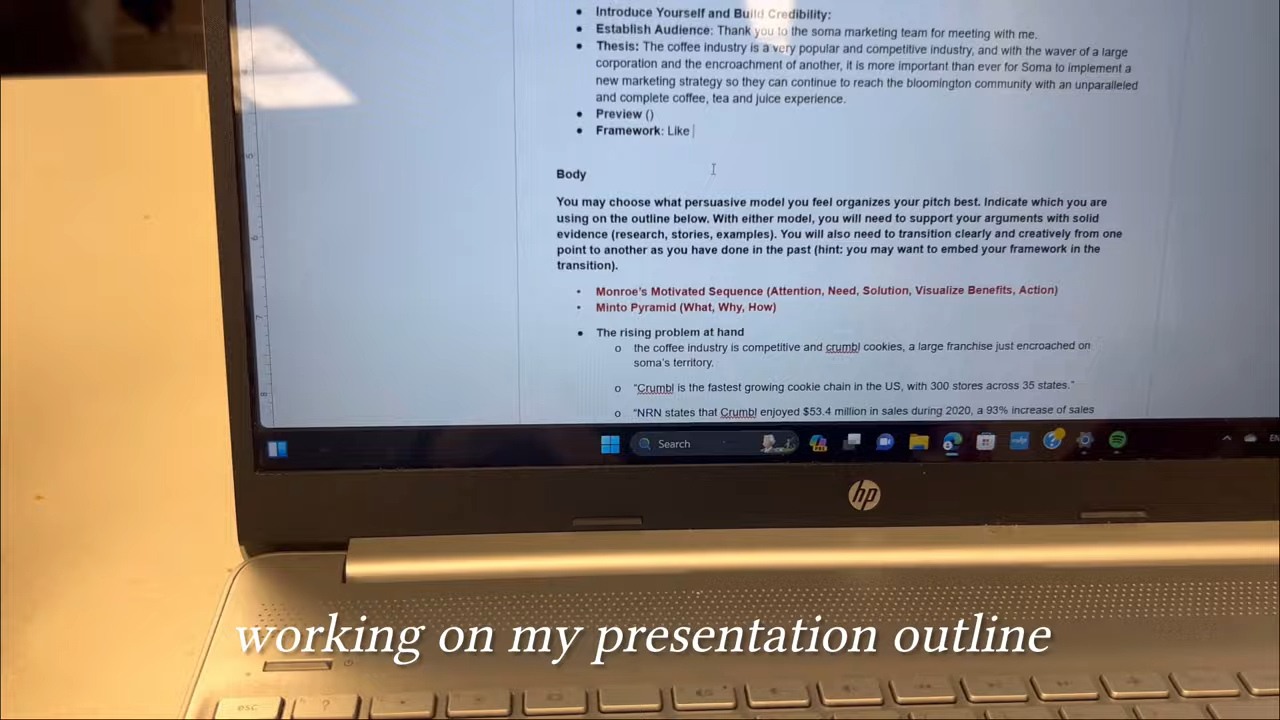 Introduce Yourself and Build Credibility:
Establish Audience: Thank you to the soma marketing team for meeting with me.
Thesis: The coffee industry is a very popular and competitive industry, and with the waver of a large
corporation and the encroachment of another, it is more important than ever for Soma to implement a
new marketing strategy so they can continue to reach the bloomington community with an unparalleled
and complete coffee, tea and juice experience.
Preview ()
Framework: Like
Body
You may choose what persuasive model you feel organizes your pitch best. Indicate which you are
using on the outline below. With either model, you will need to support your arguments with solid
evidence (research, stories, examples). You will also need to transition clearly and creatively from one
point to another as you have done in the past (hint: you may want to embed your framework in the
transition).
Monroe's Motivated Sequence (Attention, Need, Solution, Visualize Benefits, Action)
Minto Pyramid (What, Why, How)
The rising problem at hand
the coffee industry is competitive and crumbl cookies, a large franchise just encroached on
soma's territory.
"Crumbl is the fastest growing cookie chain in the US, with 300 stores across 35 states."
"NRN states that Crumbl enjoyed $53.4 million in sales during 2020, a 93% increase of sales
Search
hp
working on my presentation outline
esc
?